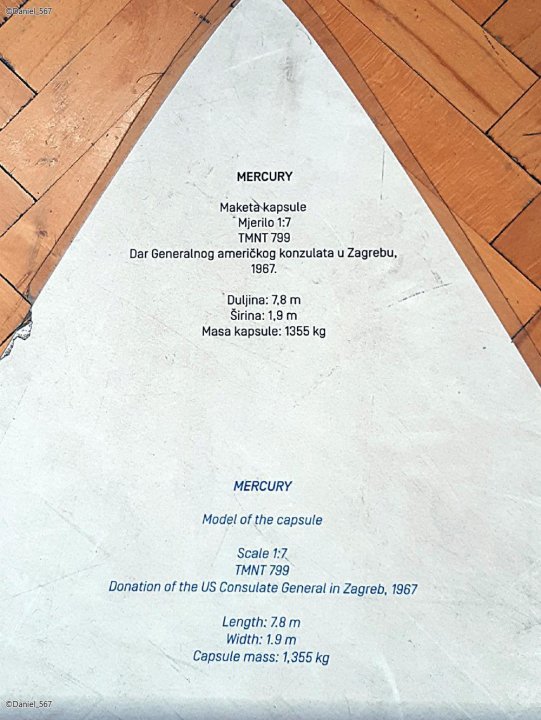 ©Daniel_567
MERCURY
Maketa kapsule
Mjerilo 1:7
TMNT 799
Dar Generalnog američkog konzulata u Zagrebu,
1967.
Duljina: 7,8 m
Širina: 1,9 m
Masa kapsule: 1355 kg
MERCURY
Model of the capsule
Scale 1:7
TMNT 799
Donation of the US Consulate General in Zagreb, 1967
Length: 7.8 m
Width: 1.9 m
Capsule mass: 1,355 kg
©Daniel_567